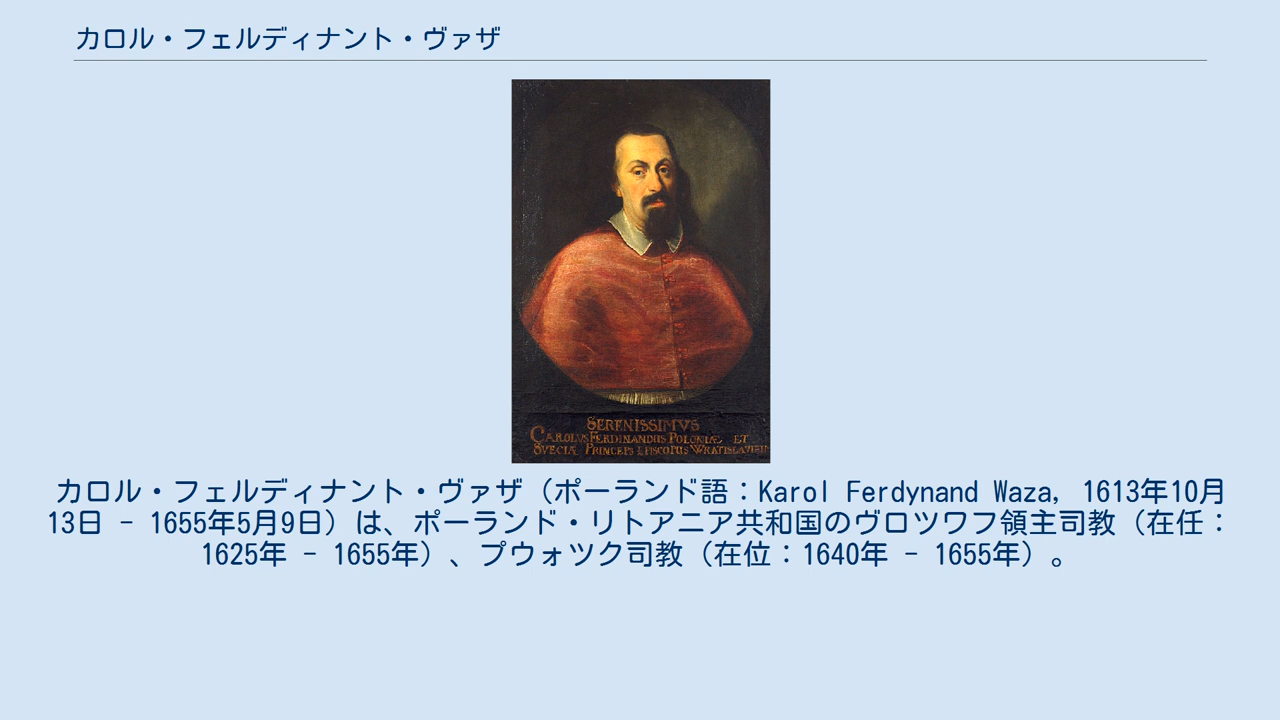 カロル・フェルディナント・ヴァザ
SERENISSIMVS
CAROLVS FERDINANDUS POLONIÆ ET
SVECIÆ PRINCEPS EPISCOPUS
カロル・フェルディナント・ヴァザ（ポーランド語：Karol Ferdynand Waza, 1613年10月
13日 - 1655年5月9日）は、ポーランド・リトアニア共和国のヴロツワフ領主司教（在任：
1625年 - 1655年）、プウォツク司教（在位：1640年 - 1655年）。